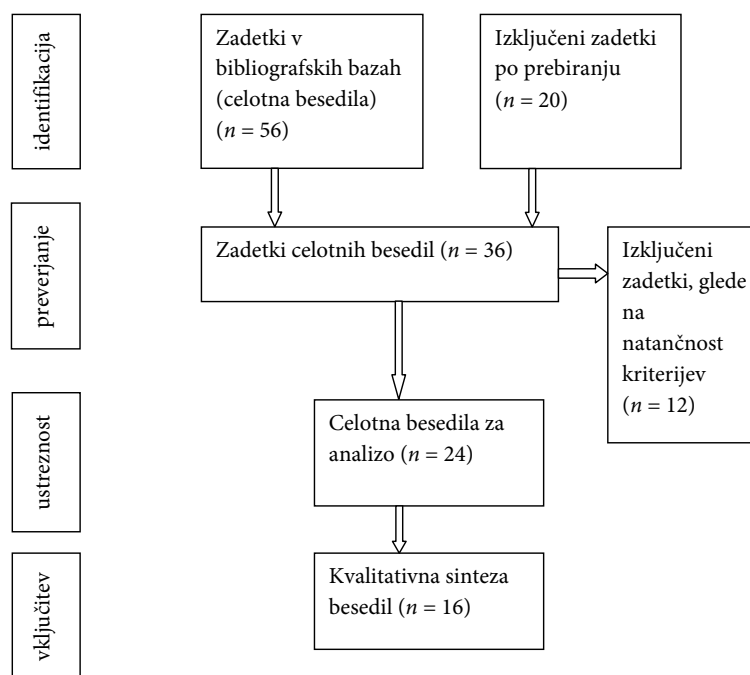 identifikacija
Zadetki v
bibliografskih bazah
(celotna besedila)
(n = 56)
Izključeni zadetki
po prebiranju
(n = 20)
preverjanje
Zadetki celotnih besedil (n = 36)
Izključeni
zadetki, glede
na
natančnost
kriterijev
(n = 12)
ustreznost
Celotna besedila za
analizo (n = 24)
vključitev
Kvalitativna sinteza
besedil (n = 16)